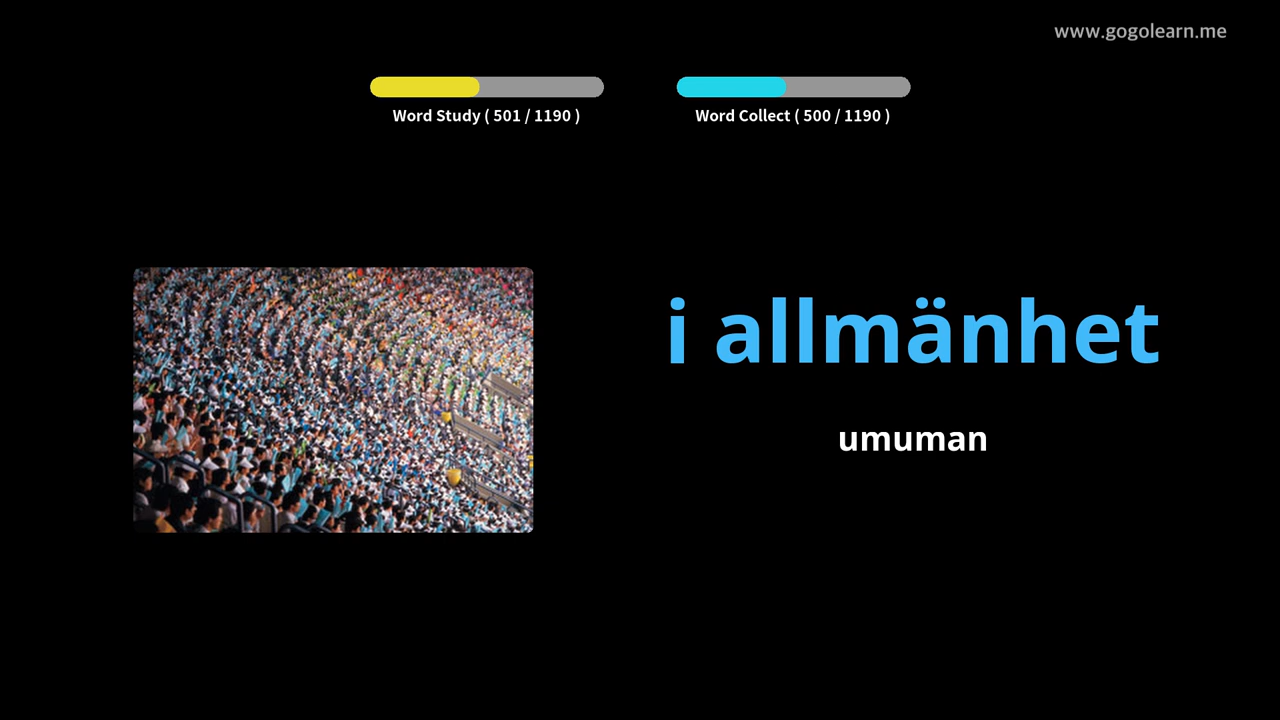 www.gogolearn.me
Word Study ( 501 / 1190 )
Word Collect ( 500 / 1190 )
i allmänhet
umuman